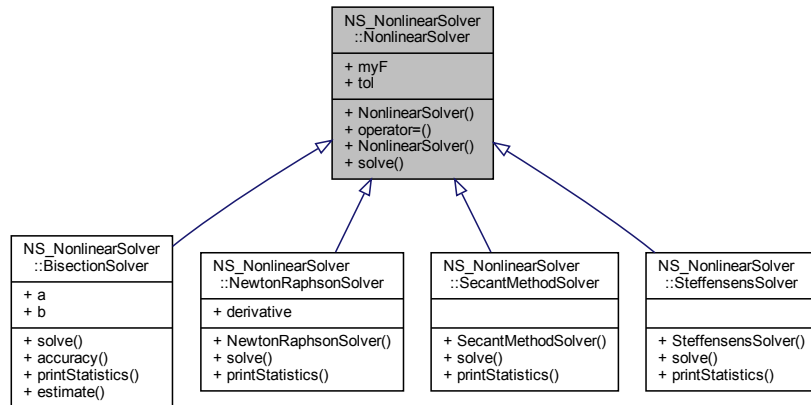 NS_NonlinearSolver
::NonlinearSolver
+ myF
+ tol
+ NonlinearSolver()
+ operator=()
+ NonlinearSolver()
+ solve()
NS_NonlinearSolver
::BisectionSolver
+ a
+ b
+ solve()
+ accuracy()
+ printStatistics()
+ estimate()
NS_NonlinearSolver
::NewtonRaphsonSolver
+ derivative
+ NewtonRaphsonSolver()
+ solve()
+ printStatistics()
NS_NonlinearSolver
::SecantMethodSolver
+ SecantMethodSolver()
+ solve()
+ printStatistics()
NS_NonlinearSolver
::SteffensensSolver
+ SteffensensSolver()
+ solve()
+ printStatistics()